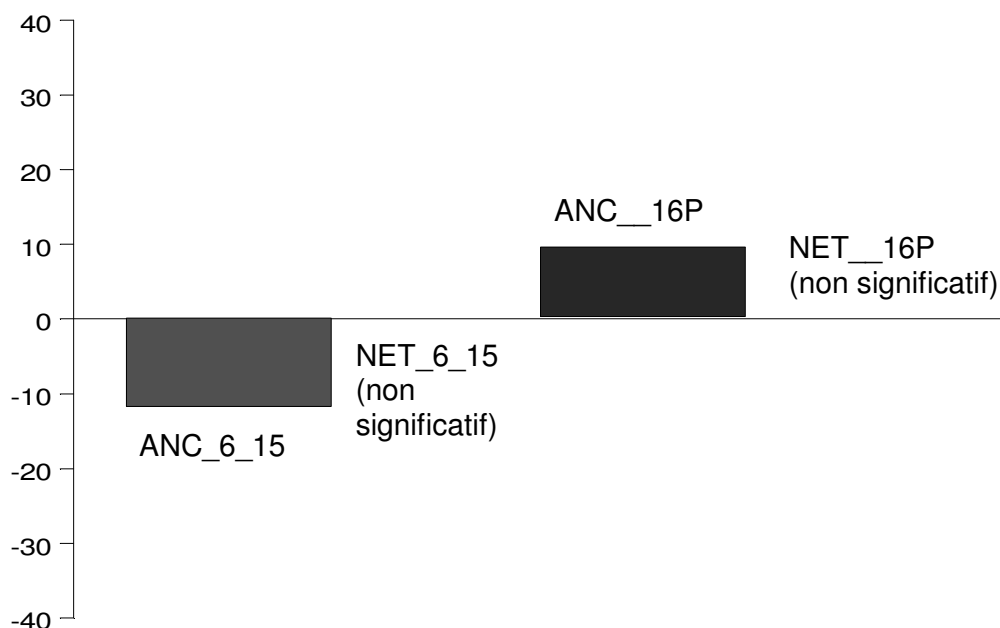 40
30
20
10
0
-10
-20
-30
-40
ANC__16P
NET__16P
(non significatif)
NET_6_15
(non
significatif)
ANC_6_15